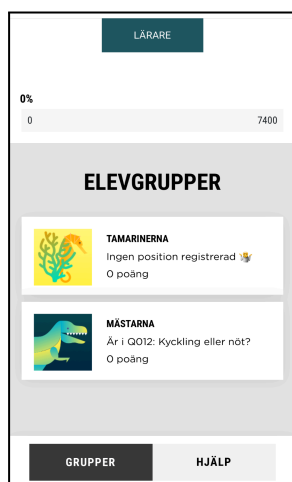 LÄRARE
0%
0 7400
ELEVGRUPPER
TAMARINERNA
Ingen position registrerad 🤷
0 poäng
MÄSTARNA
Är i Q012: Kyckling eller nöt?
0 poäng
GRUPPER HJÄLP